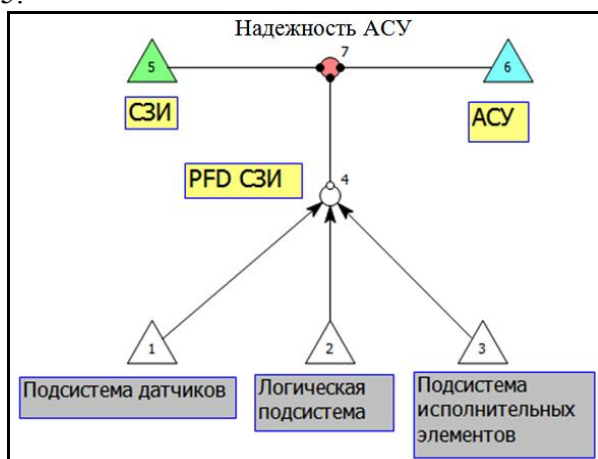 5.
Надежность АСУ
7
5
6
СЗИ
АСУ
PFD СЗИ
4
1
2
3
Подсистема датчиков
Логическая
подсистема
Подсистема
исполнительных
элементов